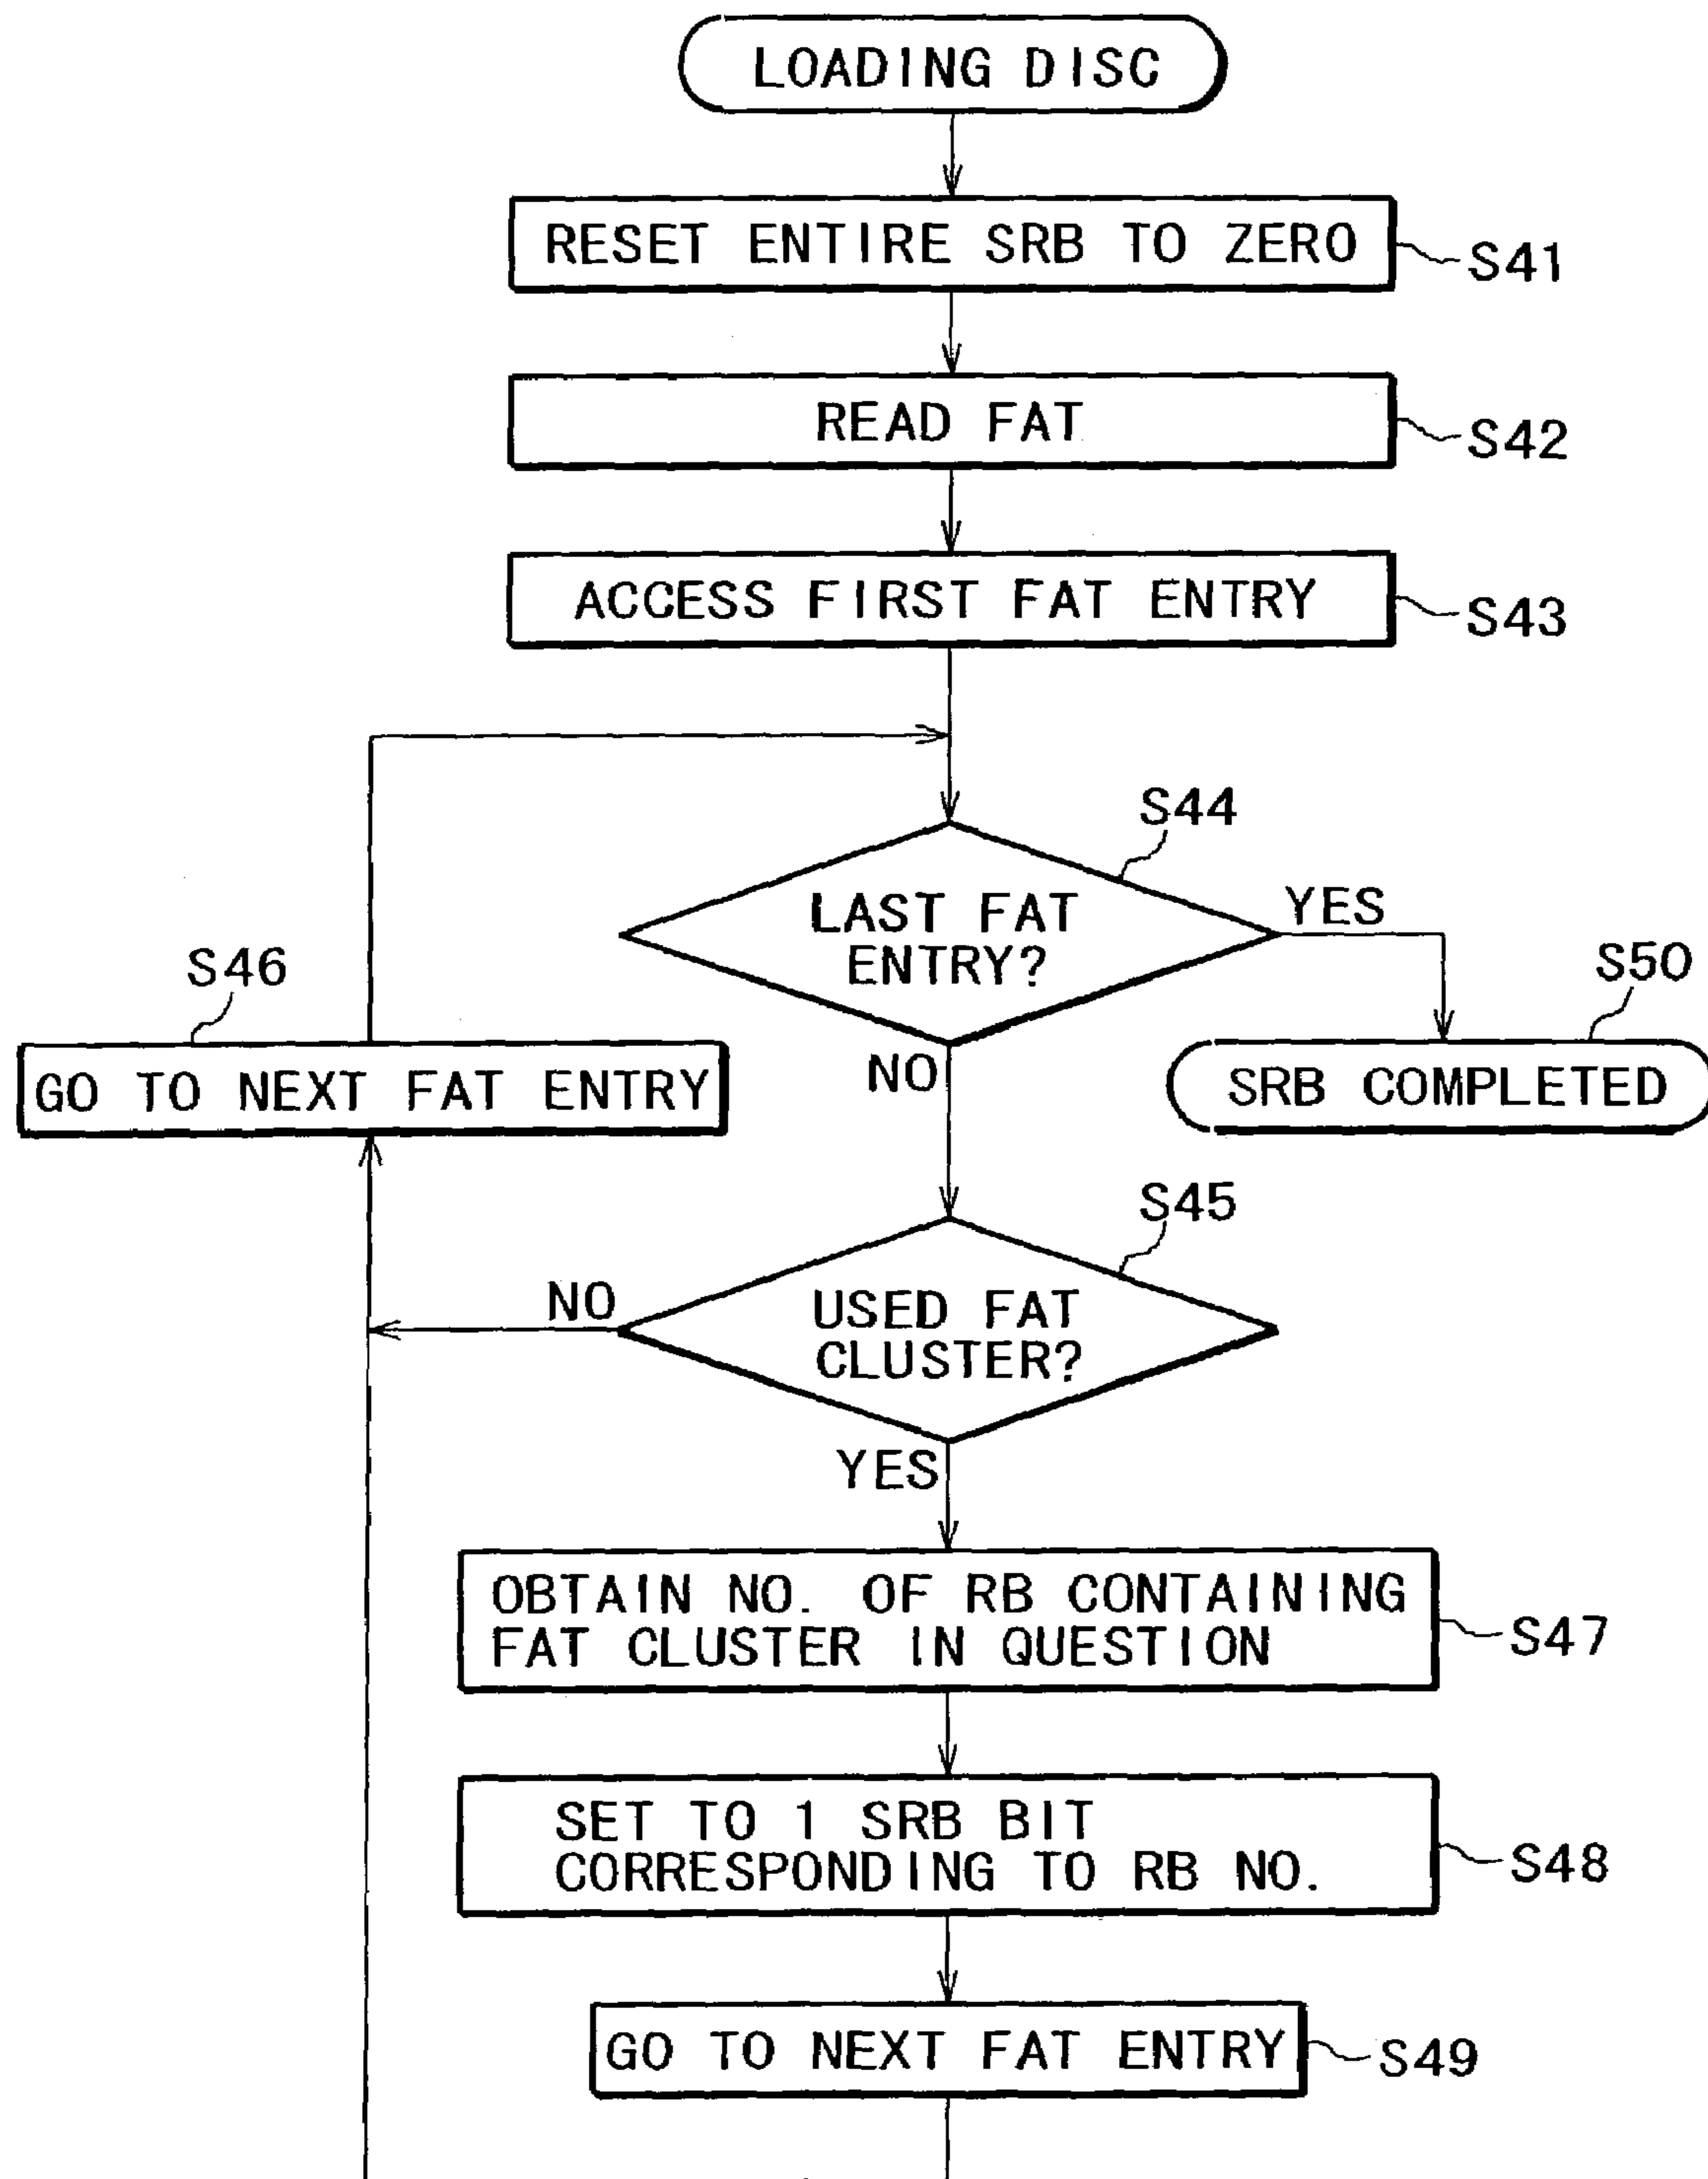 LOADING DISC
RESET ENTIRE SRB TO ZERO
S41
READ FAT
S42
ACCESS FIRST FAT ENTRY
S43
S44
LAST FAT
ENTRY?
YES
S46
S50
GO TO NEXT FAT ENTRY
NO
SRB COMPLETED
S45
NO
USED FAT
CLUSTER?
YES
OBTAIN NO. OF RB CONTAINING
FAT CLUSTER IN QUESTION
S47
SET TO 1 SRB BIT
CORRESPONDING TO RB NO.
S48
GO TO NEXT FAT ENTRY
S49